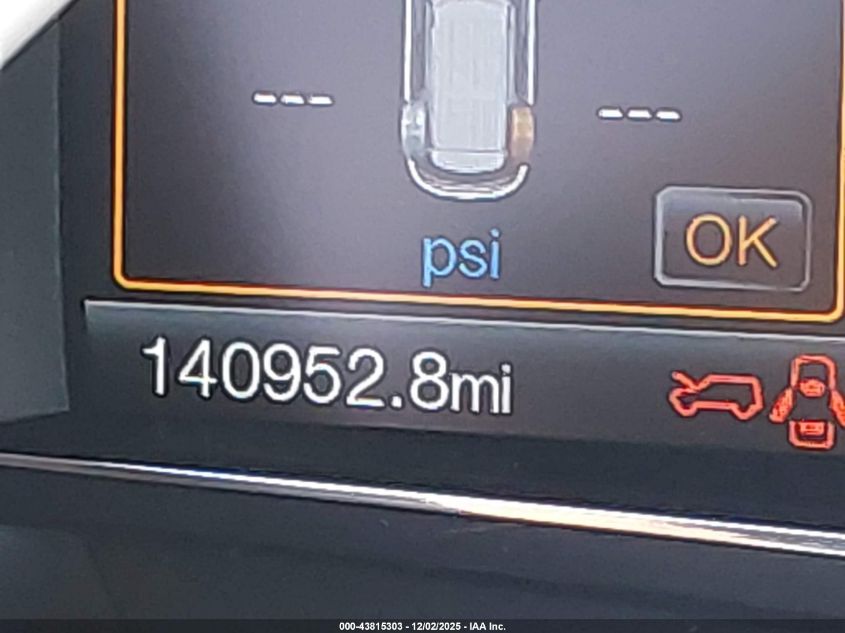 --- ---
psi
OK
140952.8mi
000-43815303 - 12/02/2025 - IAA Inc.